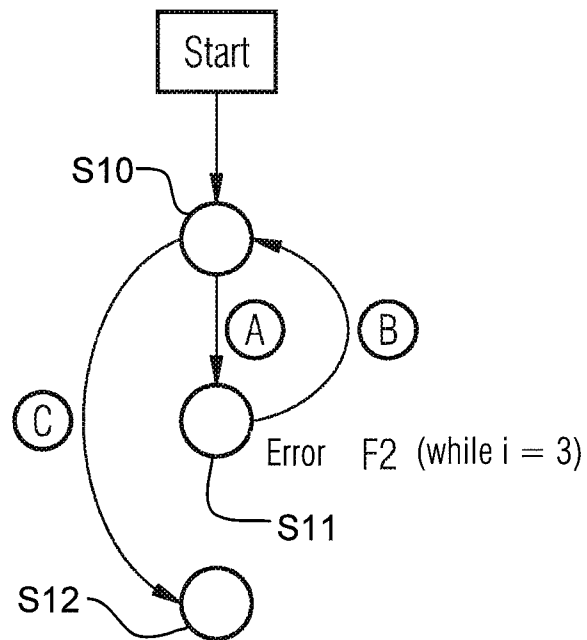 Start
S10
A
B
C
Error F2 (while i = 3)
S11
S12